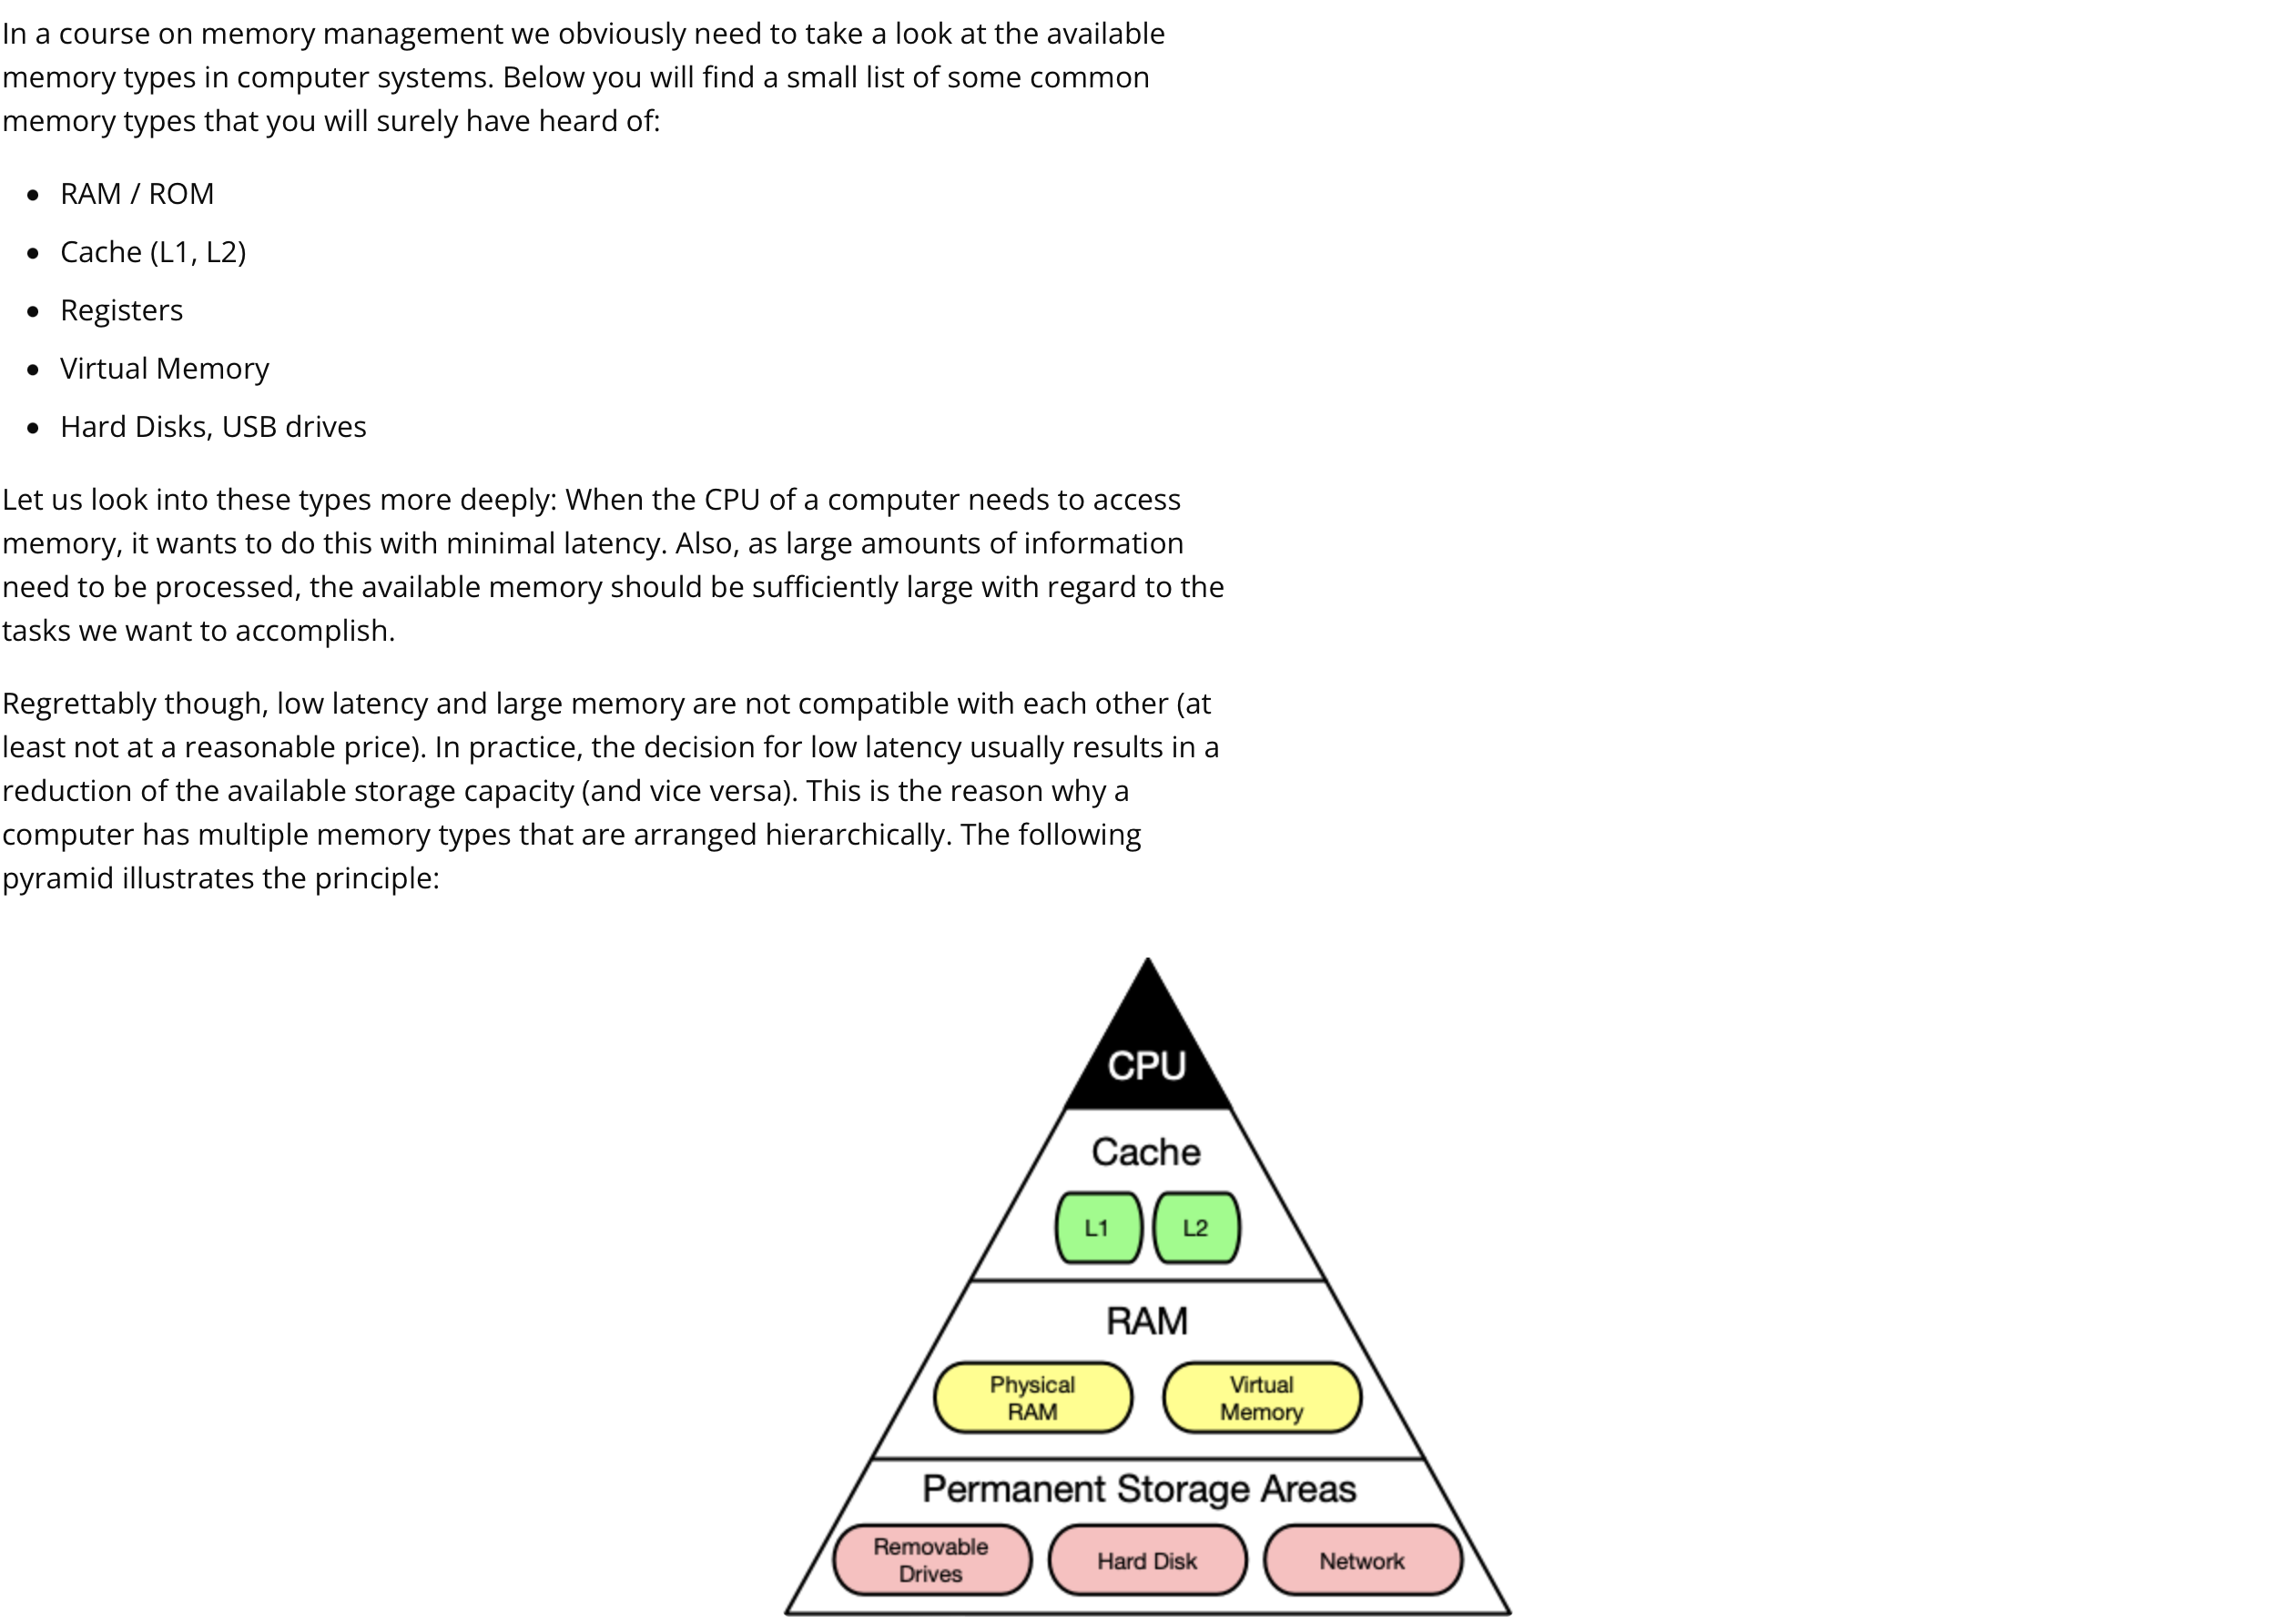 In a course on memory management we obviously need to take a look at the available
memory types in computer systems. Below you will find a small list of some common
memory types that you will surely have heard of:
RAM / ROM
Cache (L1, L2)
Registers
Virtual Memory
Hard Disks, USB drives
Let us look into these types more deeply: When the CPU of a computer needs to access
memory, it wants to do this with minimal latency. Also, as large amounts of information
need to be processed, the available memory should be sufficiently large with regard to the
tasks we want to accomplish.
Regrettably though, low latency and large memory are not compatible with each other (at
least not at a reasonable price). In practice, the decision for low latency usually results in a
reduction of the available storage capacity (and vice versa). This is the reason why a
computer has multiple memory types that are arranged hierarchically. The following
pyramid illustrates the principle:
CPU
Cache
L1 L2
RAM
Physical
RAM
Virtual
Memory
Permanent Storage Areas
Removable
Drives
Hard Disk
Network